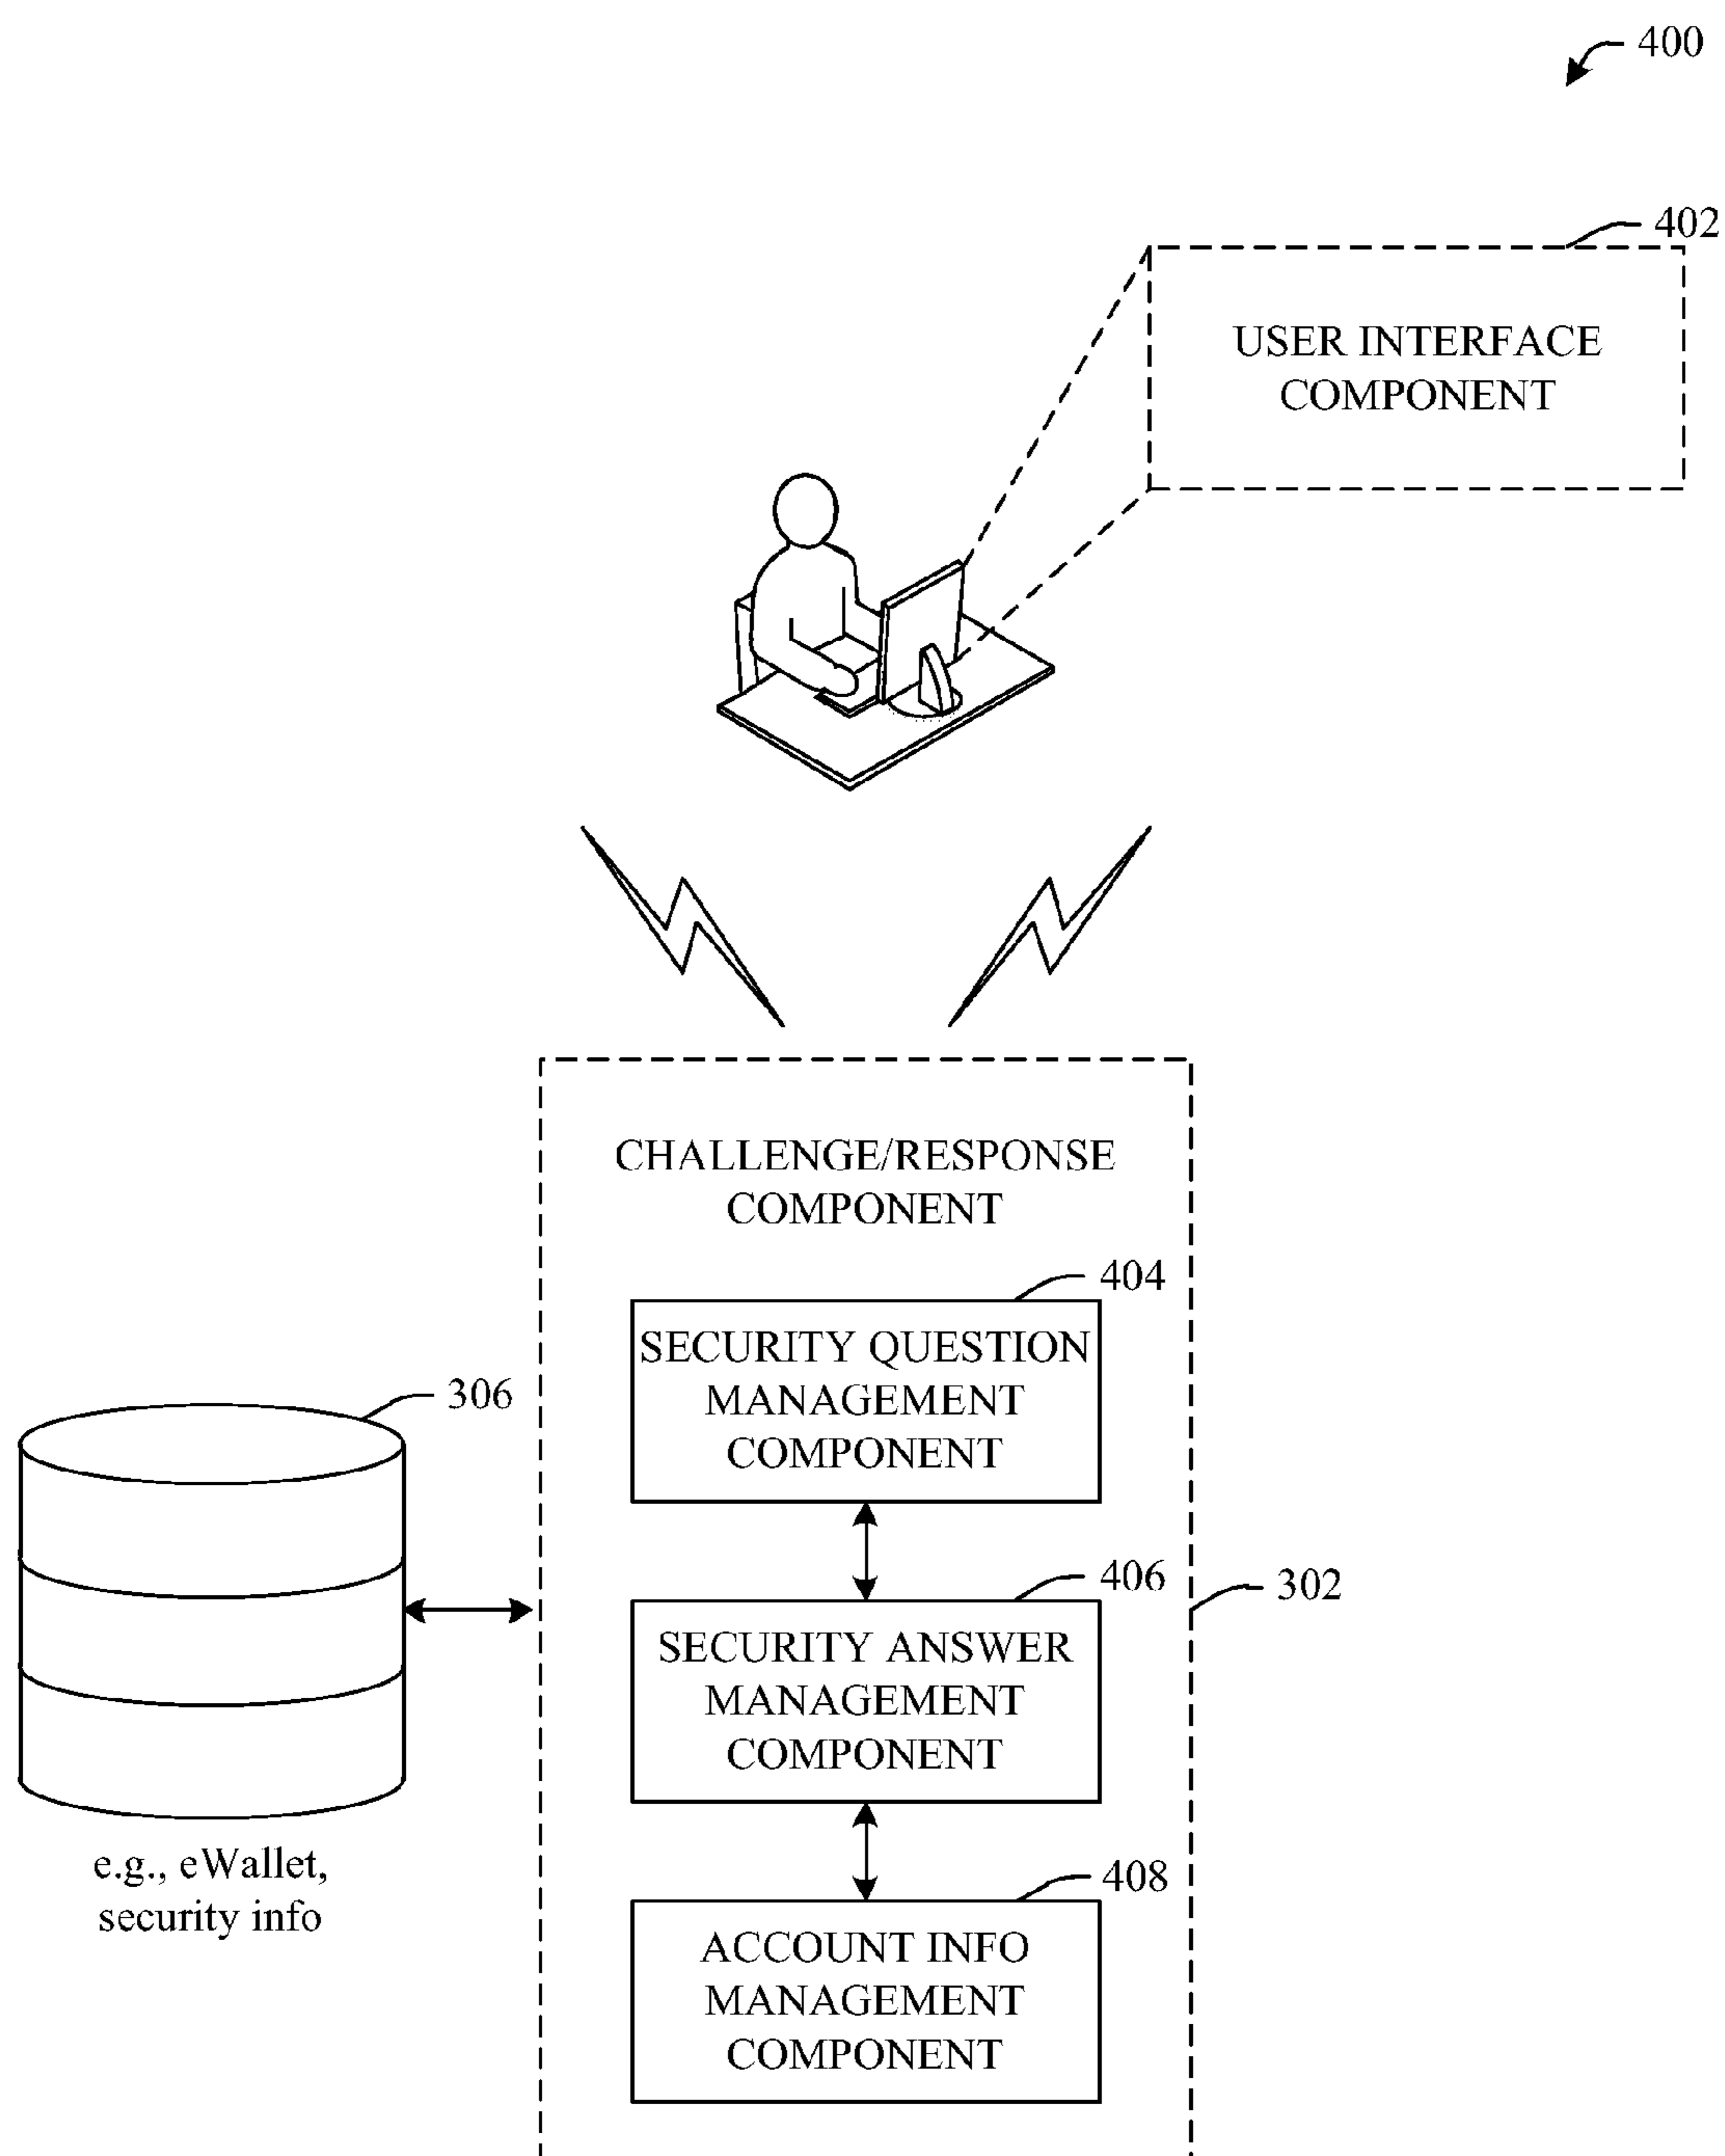 400
402
USER INTERFACE
COMPONENT
CHALLENGE/RESPONSE
COMPONENT
404
SECURITY QUESTION
MANAGEMENT
COMPONENT
306
406
302
SECURITY ANSWER
MANAGEMENT
COMPONENT
e.g., eWallet,
security info
408
ACCOUNT INFO
MANAGEMENT
COMPONENT